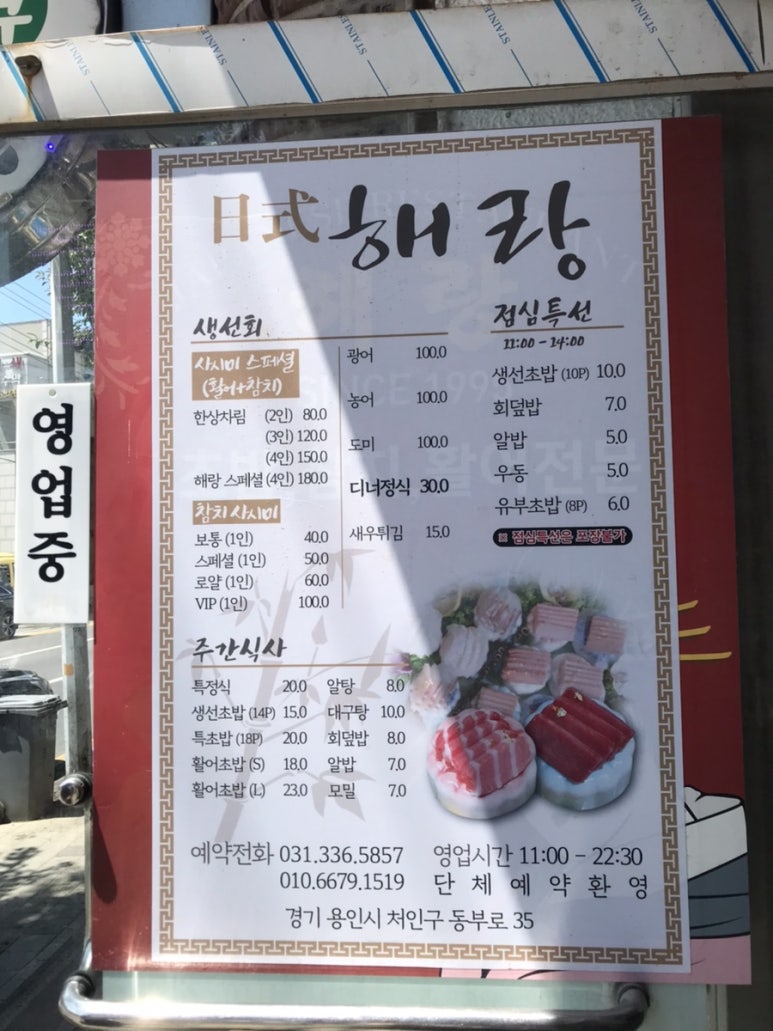 STAINLE
STAINLE
STAINLE
STAINLE
日式 해랑
생선회
사시미 스페셜
(활어+참치)
한상차림 (2인) 80.0
(3인) 120.0
(4인) 150.0
해랑 스페셜 (4인) 180.0
참치 사시미
보통 (1인) 40.0
스페셜 (1인) 50.0
로얄 (1인) 60.0
VIP (1인) 100.0
광어 100.0
농어 100.0
도미 100.0
디너정식 30.0
새우튀김 15.0
점심특선
11:00 - 14:00
생선초밥 (10P) 10.0
회덮밥 7.0
알밥 5.0
우동 5.0
유부초밥 (8P) 6.0
※ 점심특선은 포장불가
주간식사
특정식 20.0 알탕 8.0
생선초밥 (14P) 15.0 대구탕 10.0
특초밥 (18P) 20.0 회덮밥 8.0
활어초밥 (S) 18.0 알밥 7.0
활어초밥 (L) 23.0 모밀 7.0
예약전화 031.336.5857 영업시간 11:00 - 22:30
010.6679.1519 단체예약환영
경기 용인시 처인구 동부로 35
영업중